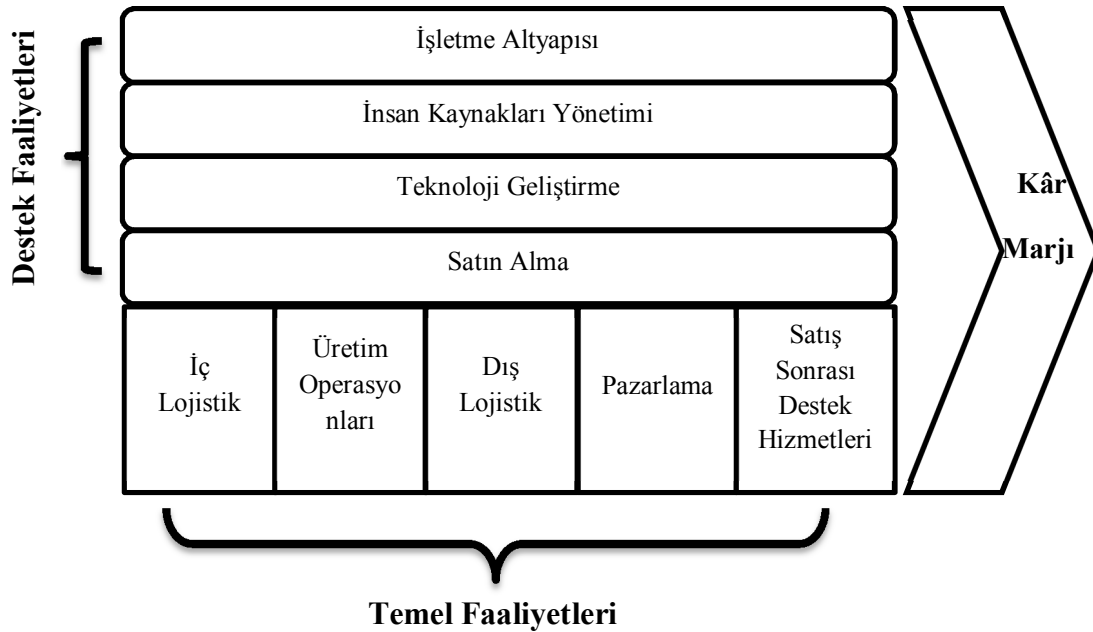 Destek Faaliyetleri
İşletme Altyapısı
İnsan Kaynakları Yönetimi
Teknoloji Geliştirme
Satın Alma
İç
Lojistik
Üretim
Operasyo
nları
Dış
Lojistik
Pazarlama
Satış
Sonrası
Destek
Hizmetleri
Kâr
Marjı
Temel Faaliyetleri